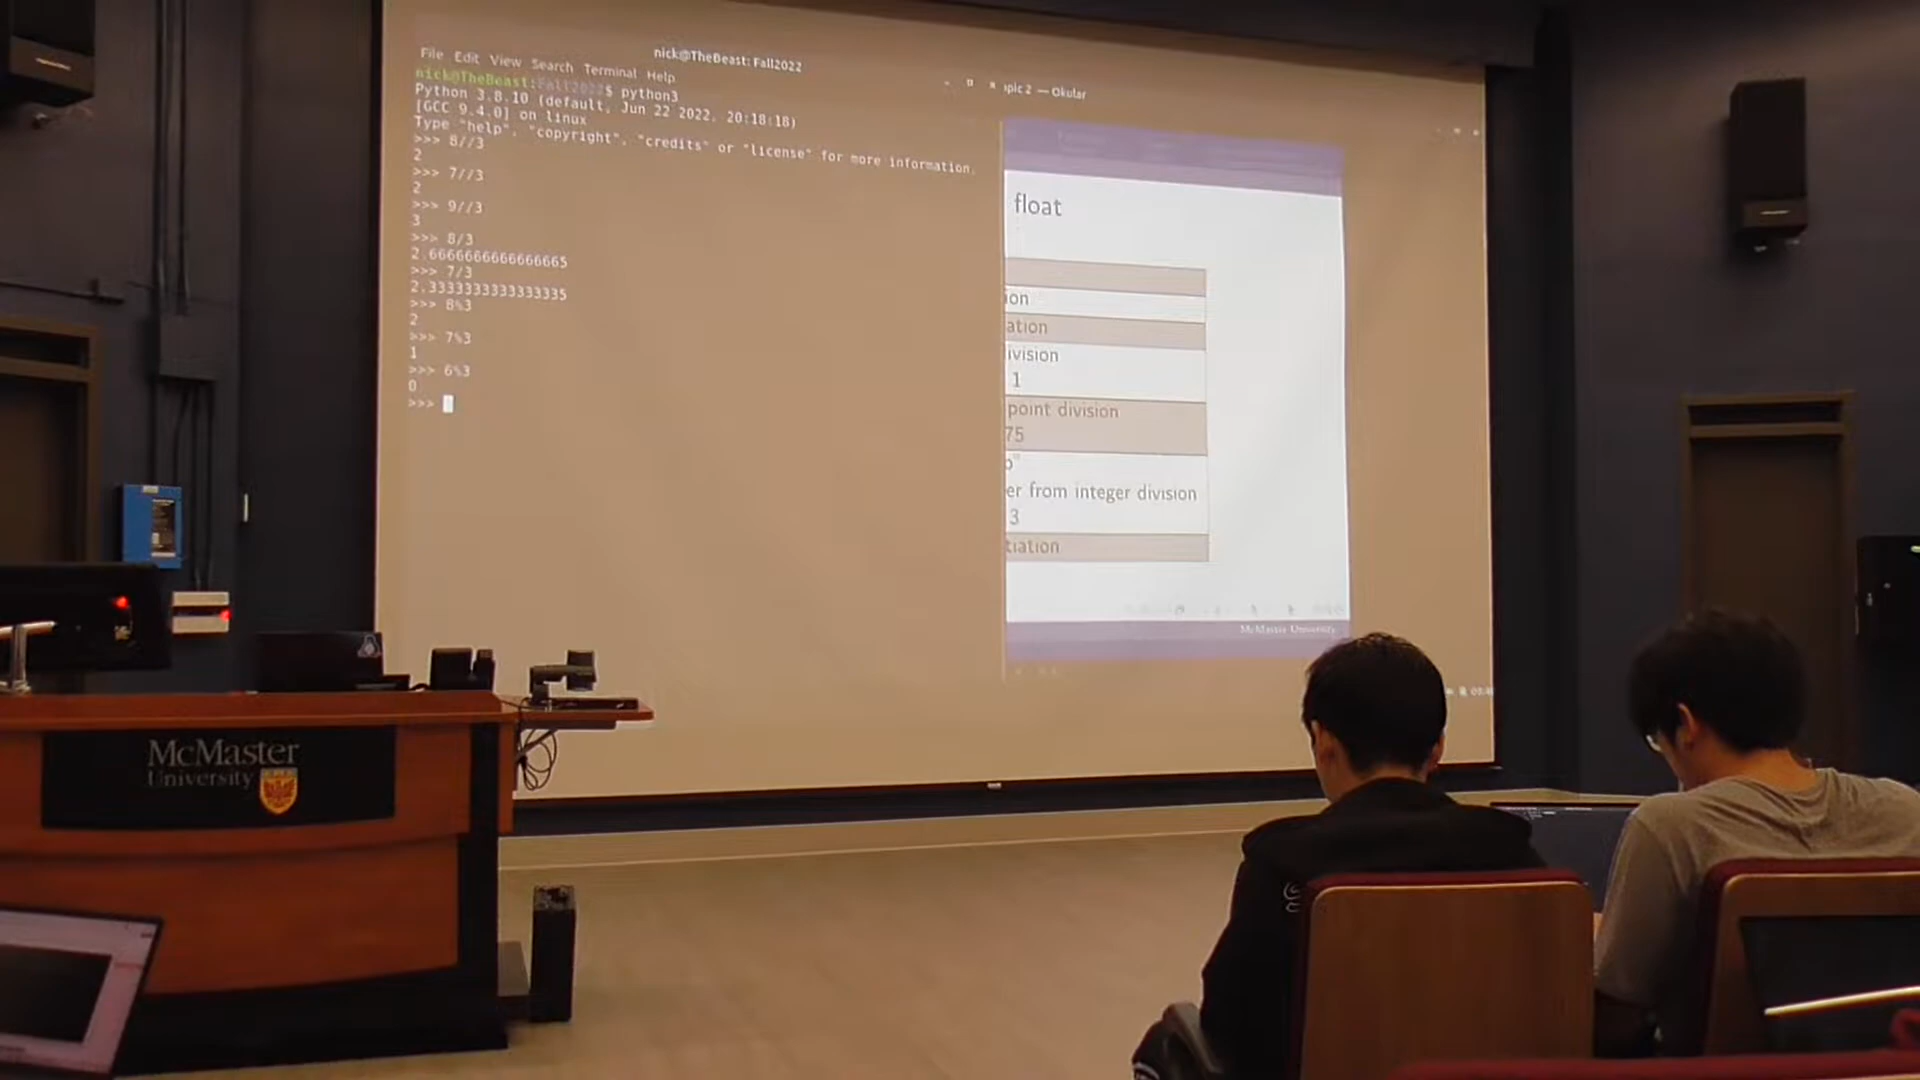 nick@TheBeast: Fall2022
File Edit View Search Terminal Help
nick@TheBeast:Fall2022$ python3
Python 3.8.10 (default, Jun 22 2022, 20:18:18)
[GCC 9.4.0] on linux
Type "help", "copyright", "credits" or "license" for more information.
>>> 8//3
2
>>> 7//3
2
>>> 9//3
3
>>> 8/3
2.6666666666666665
>>> 7/3
2.3333333333333335
>>> 8%3
2
>>> 7%3
1
>>> 6%3
0
>>>
opic 2 — Okular
float
ion
ation
ivision
1
point division
75
o"
er from integer division
3
tiation
McMaster University
McMaster
University